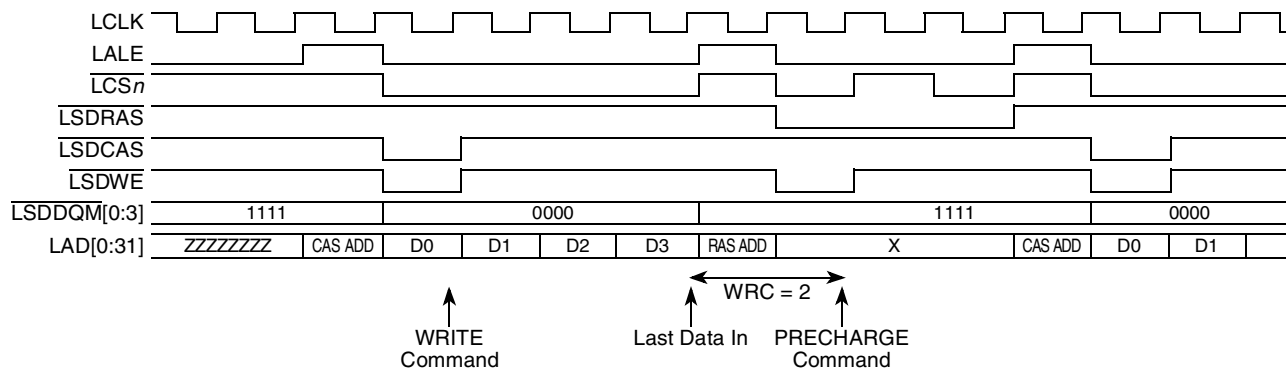 LCLK
LALE
LCSn
LSDRAS
LSDCAS
LSDWE
LSDDQM[0:3] 1111 0000 1111 0000
LAD[0:31] ZZZZZZZZ CAS ADD D0 D1 D2 D3 RAS ADD X CAS ADD D0 D1
WRC = 2
WRITE Last Data In PRECHARGE
Command Command